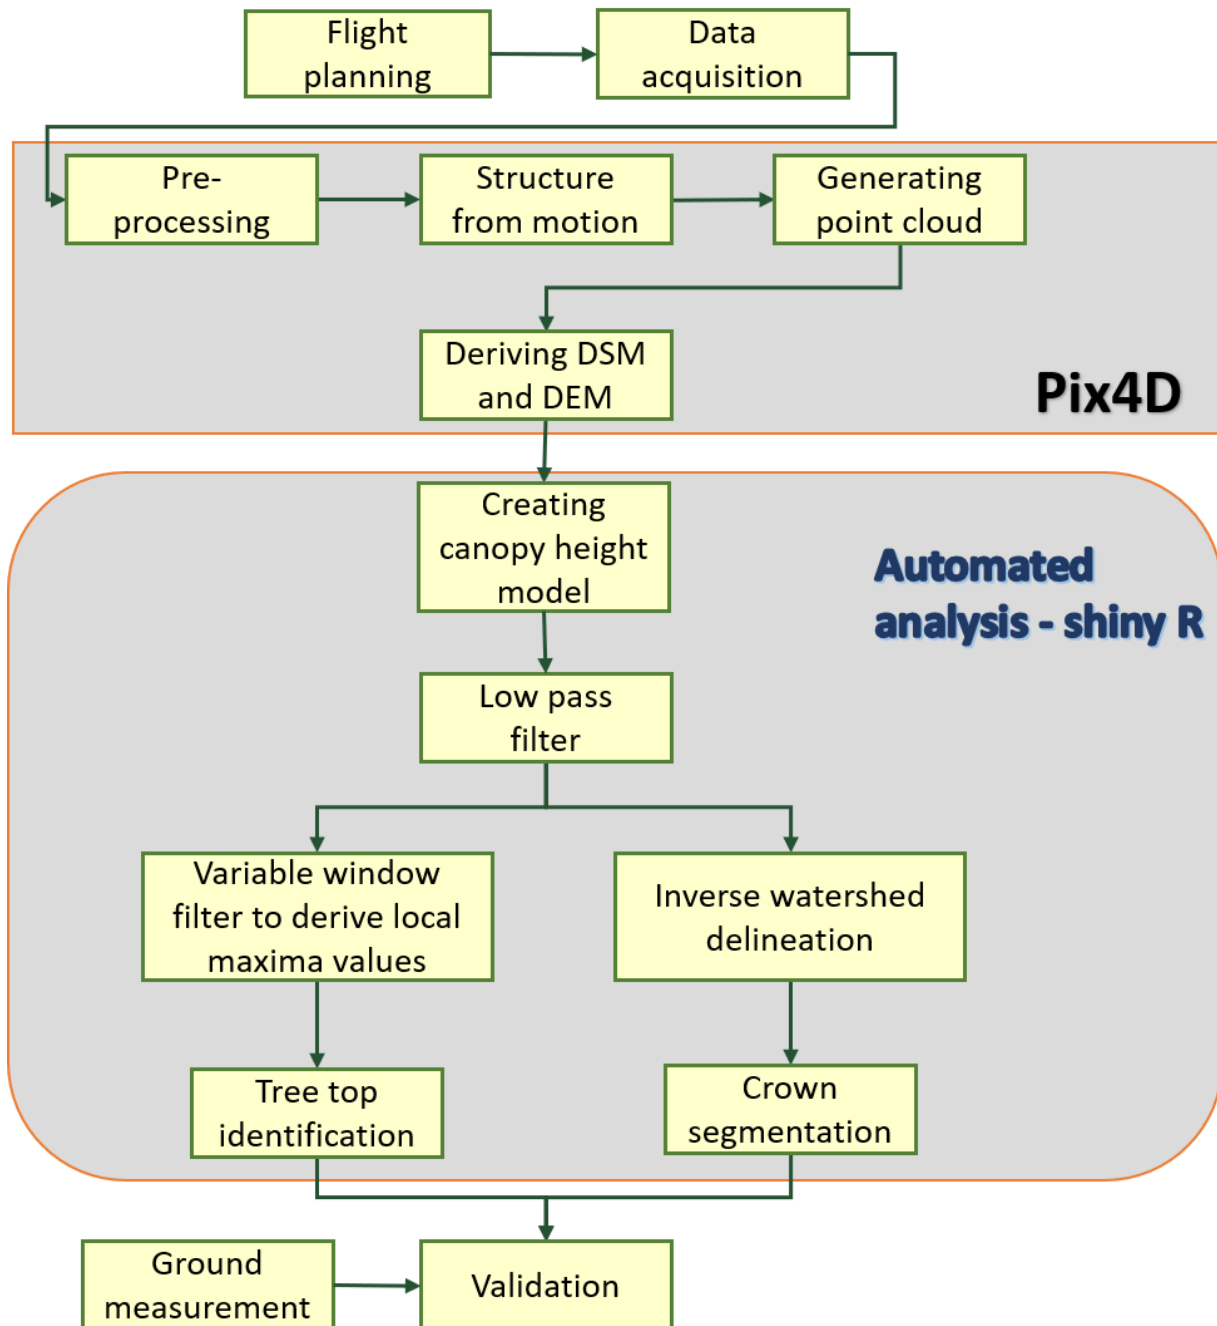 Flight
planning
Data
acquisition
Pre-
processing
Structure
from motion
Generating
point cloud
Deriving DSM
and DEM
Pix4D
Creating
canopy height
model
Automated
analysis - shiny R
Low pass
filter
Variable window
filter to derive local
maxima values
Inverse watershed
delineation
Tree top
identification
Crown
segmentation
Ground
measurement
Validation